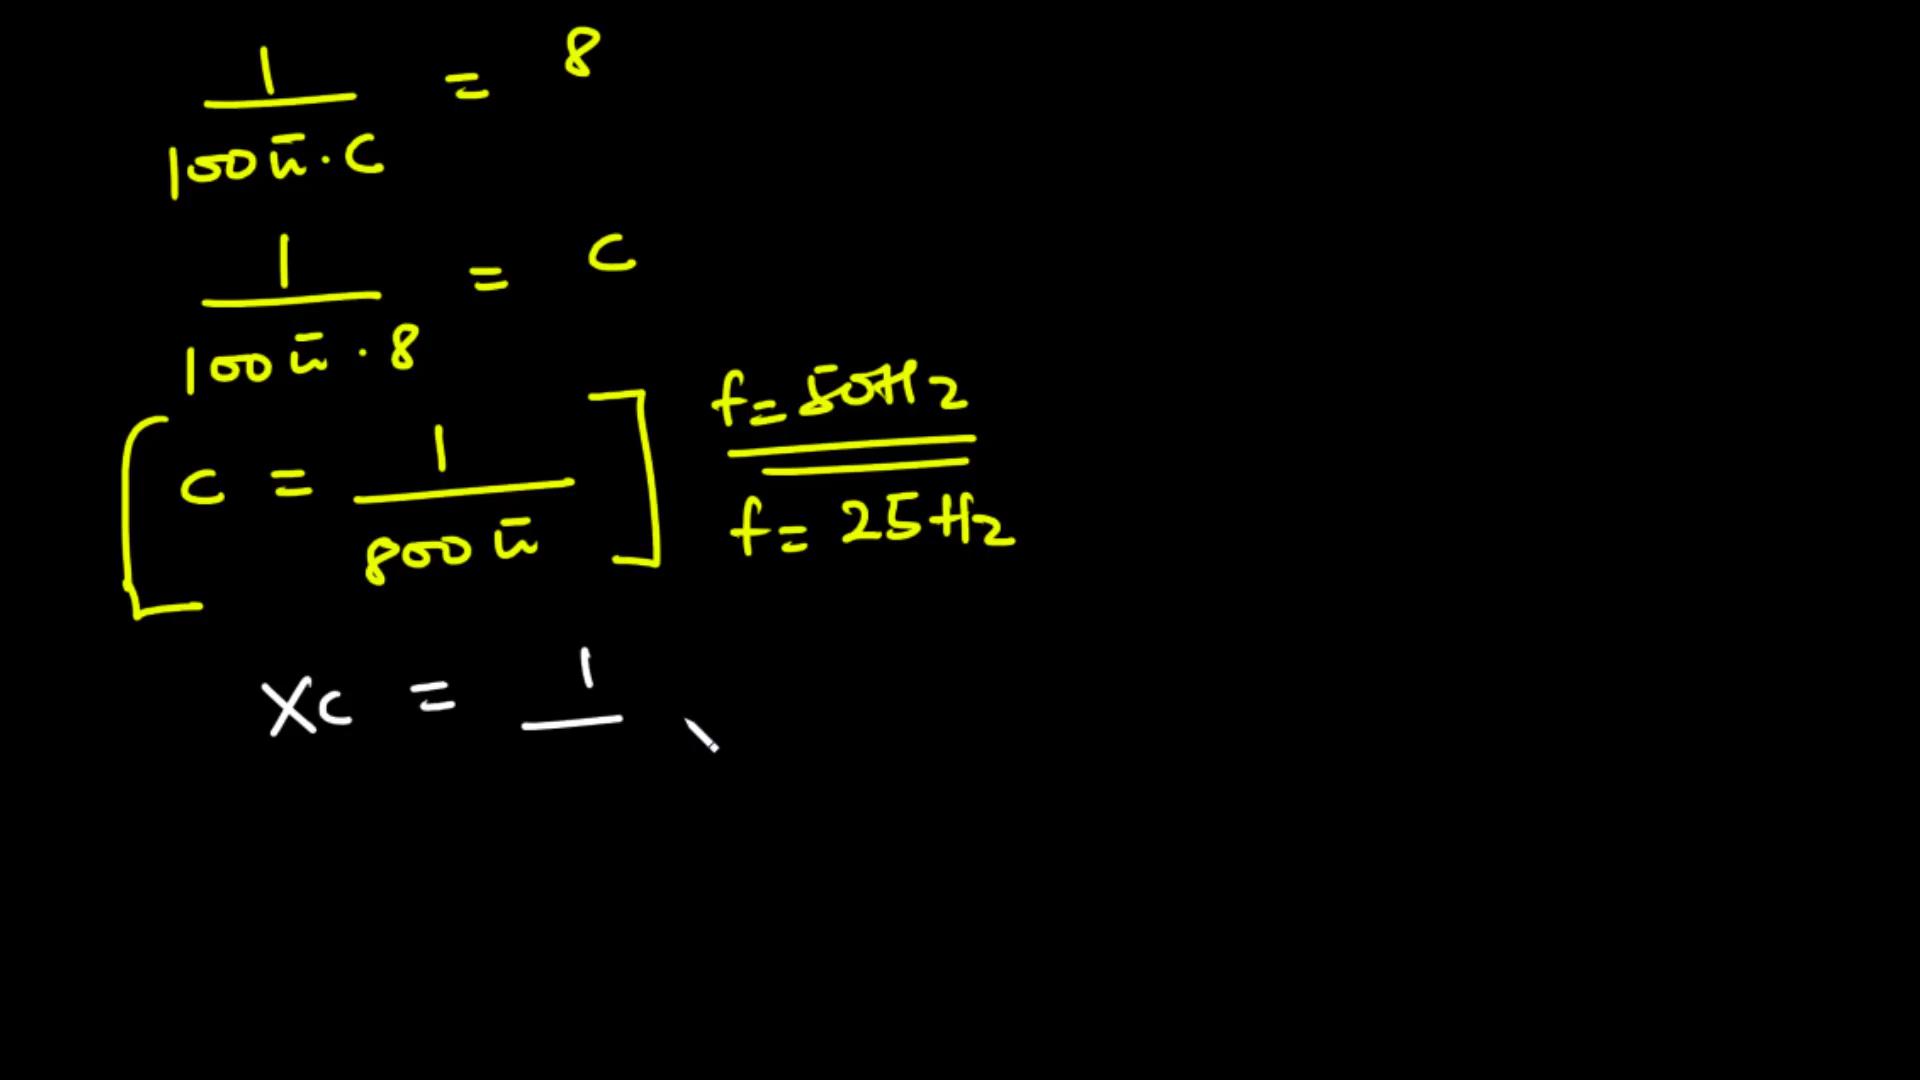 1/100π·C = 8
1/100π·8 = C
[C = 1/800π] f = 50Hz
f = 25Hz
Xc = 1/